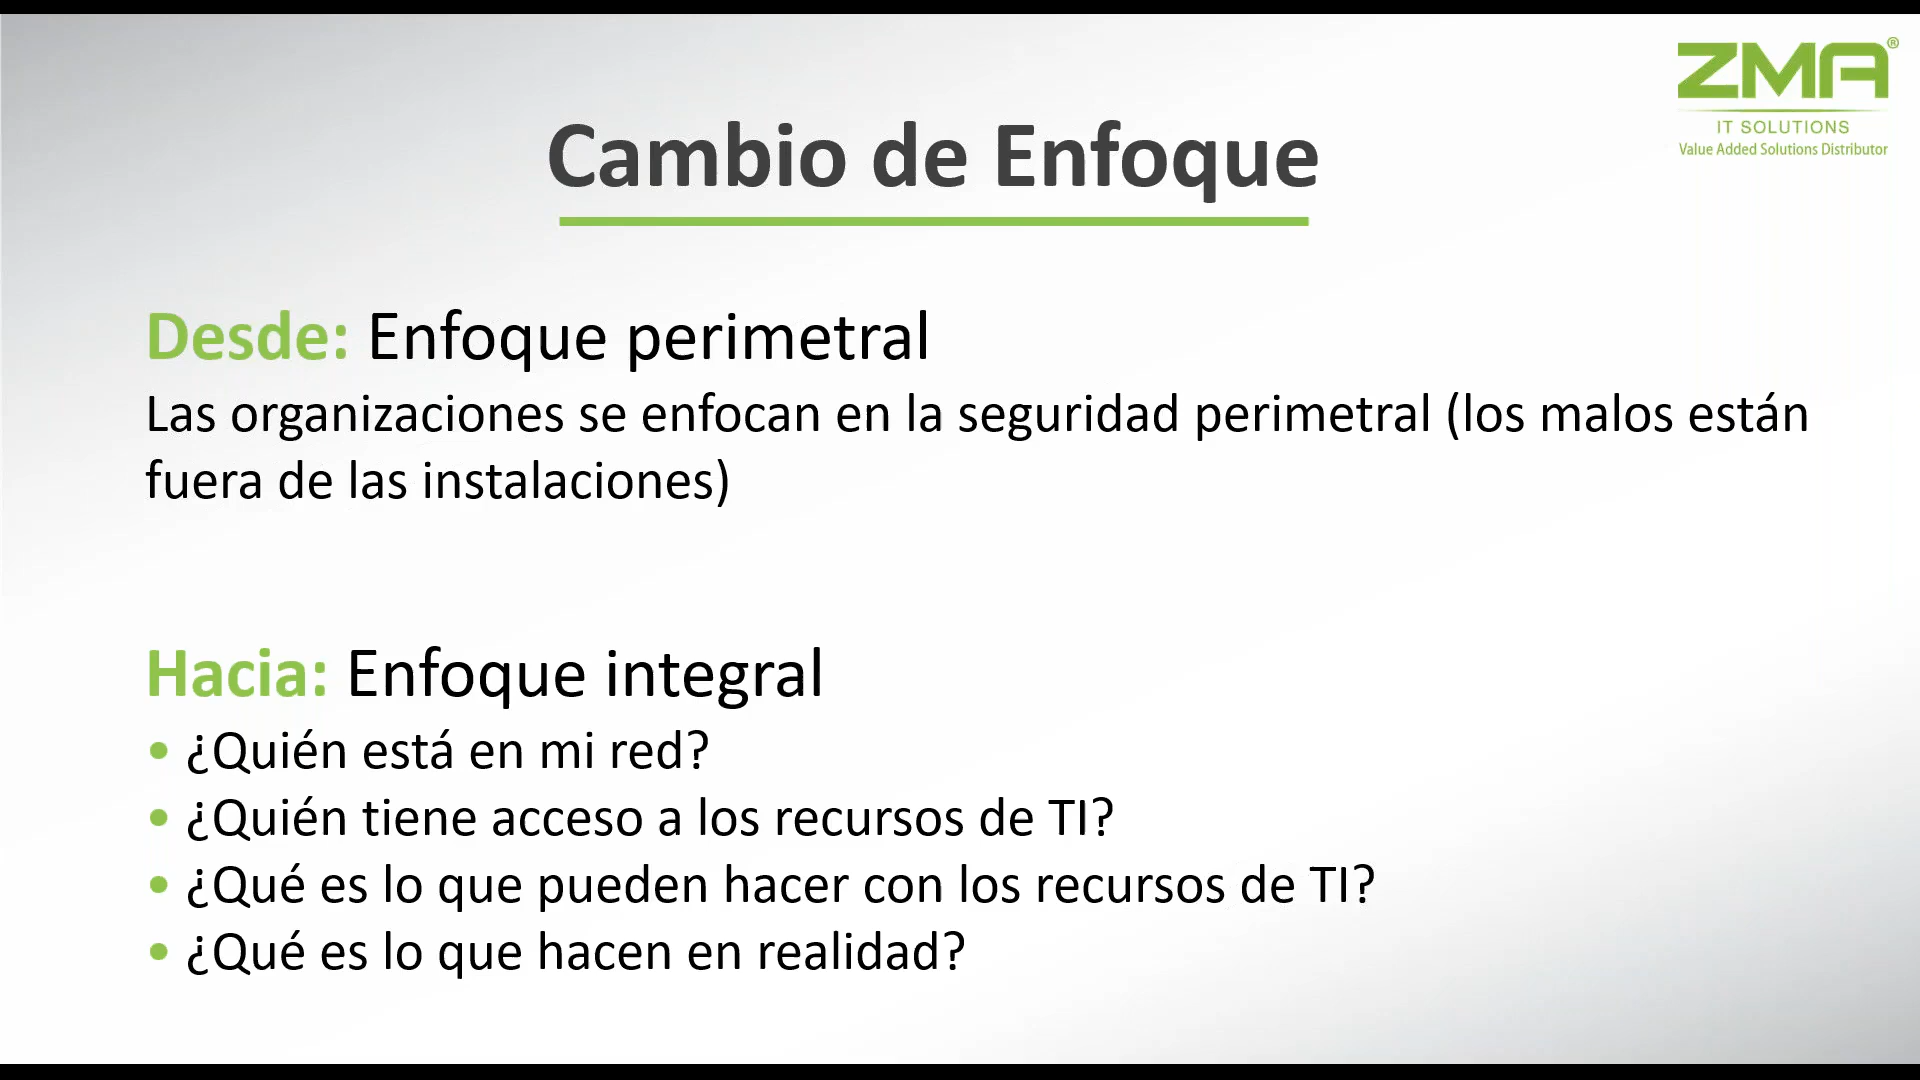 ZMA®
IT SOLUTIONS
Value Added Solutions Distributor
Cambio de Enfoque
Desde: Enfoque perimetral
Las organizaciones se enfocan en la seguridad perimetral (los malos están
fuera de las instalaciones)
Hacia: Enfoque integral
• ¿Quién está en mi red?
• ¿Quién tiene acceso a los recursos de TI?
• ¿Qué es lo que pueden hacer con los recursos de TI?
• ¿Qué es lo que hacen en realidad?